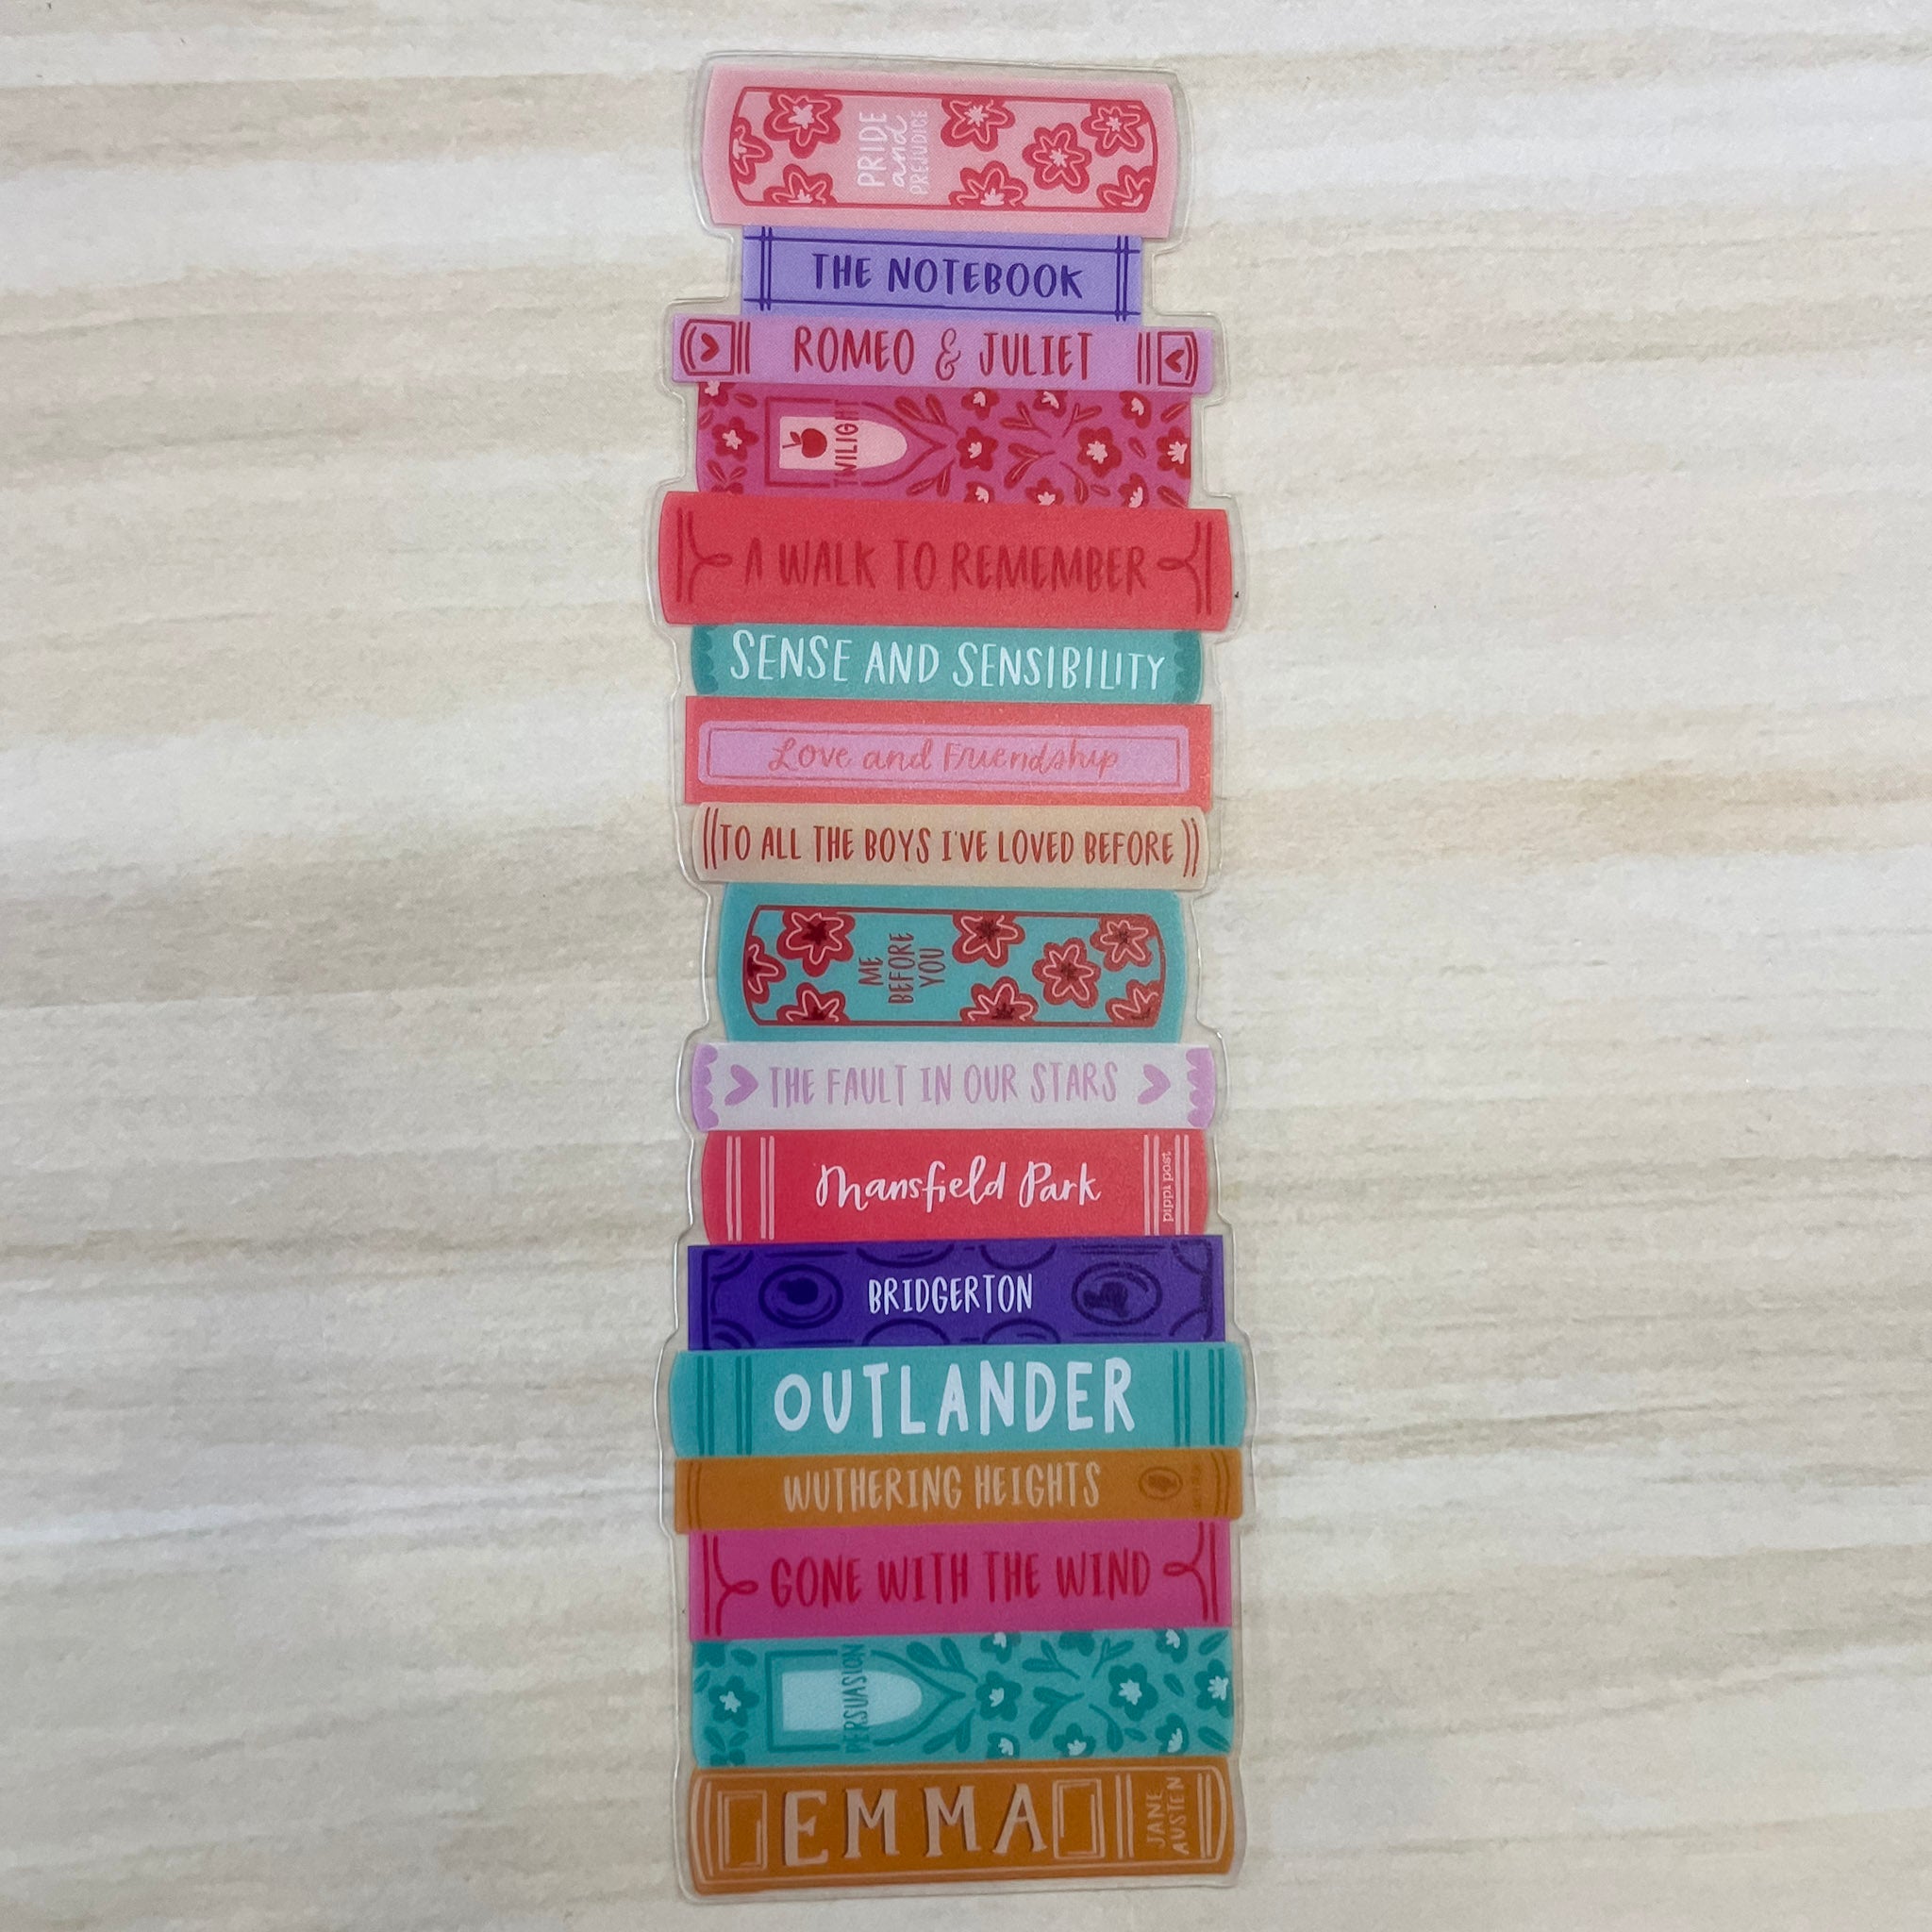 PRIDE
and
PREJUDICE
THE NOTEBOOK
ROMEO & JULIET
TWILIGHT
A WALK TO REMEMBER
SENSE AND SENSIBILITY
Love and Friendship
TO ALL THE BOYS I'VE LOVED BEFORE
ME
BEFORE
YOU
THE FAULT IN OUR STARS
Mansfield Park
pippi post
BRIDGERTON
OUTLANDER
WUTHERING HEIGHTS
GONE WITH THE WIND
PERSUASION
EMMA
JANE
AUSTEN